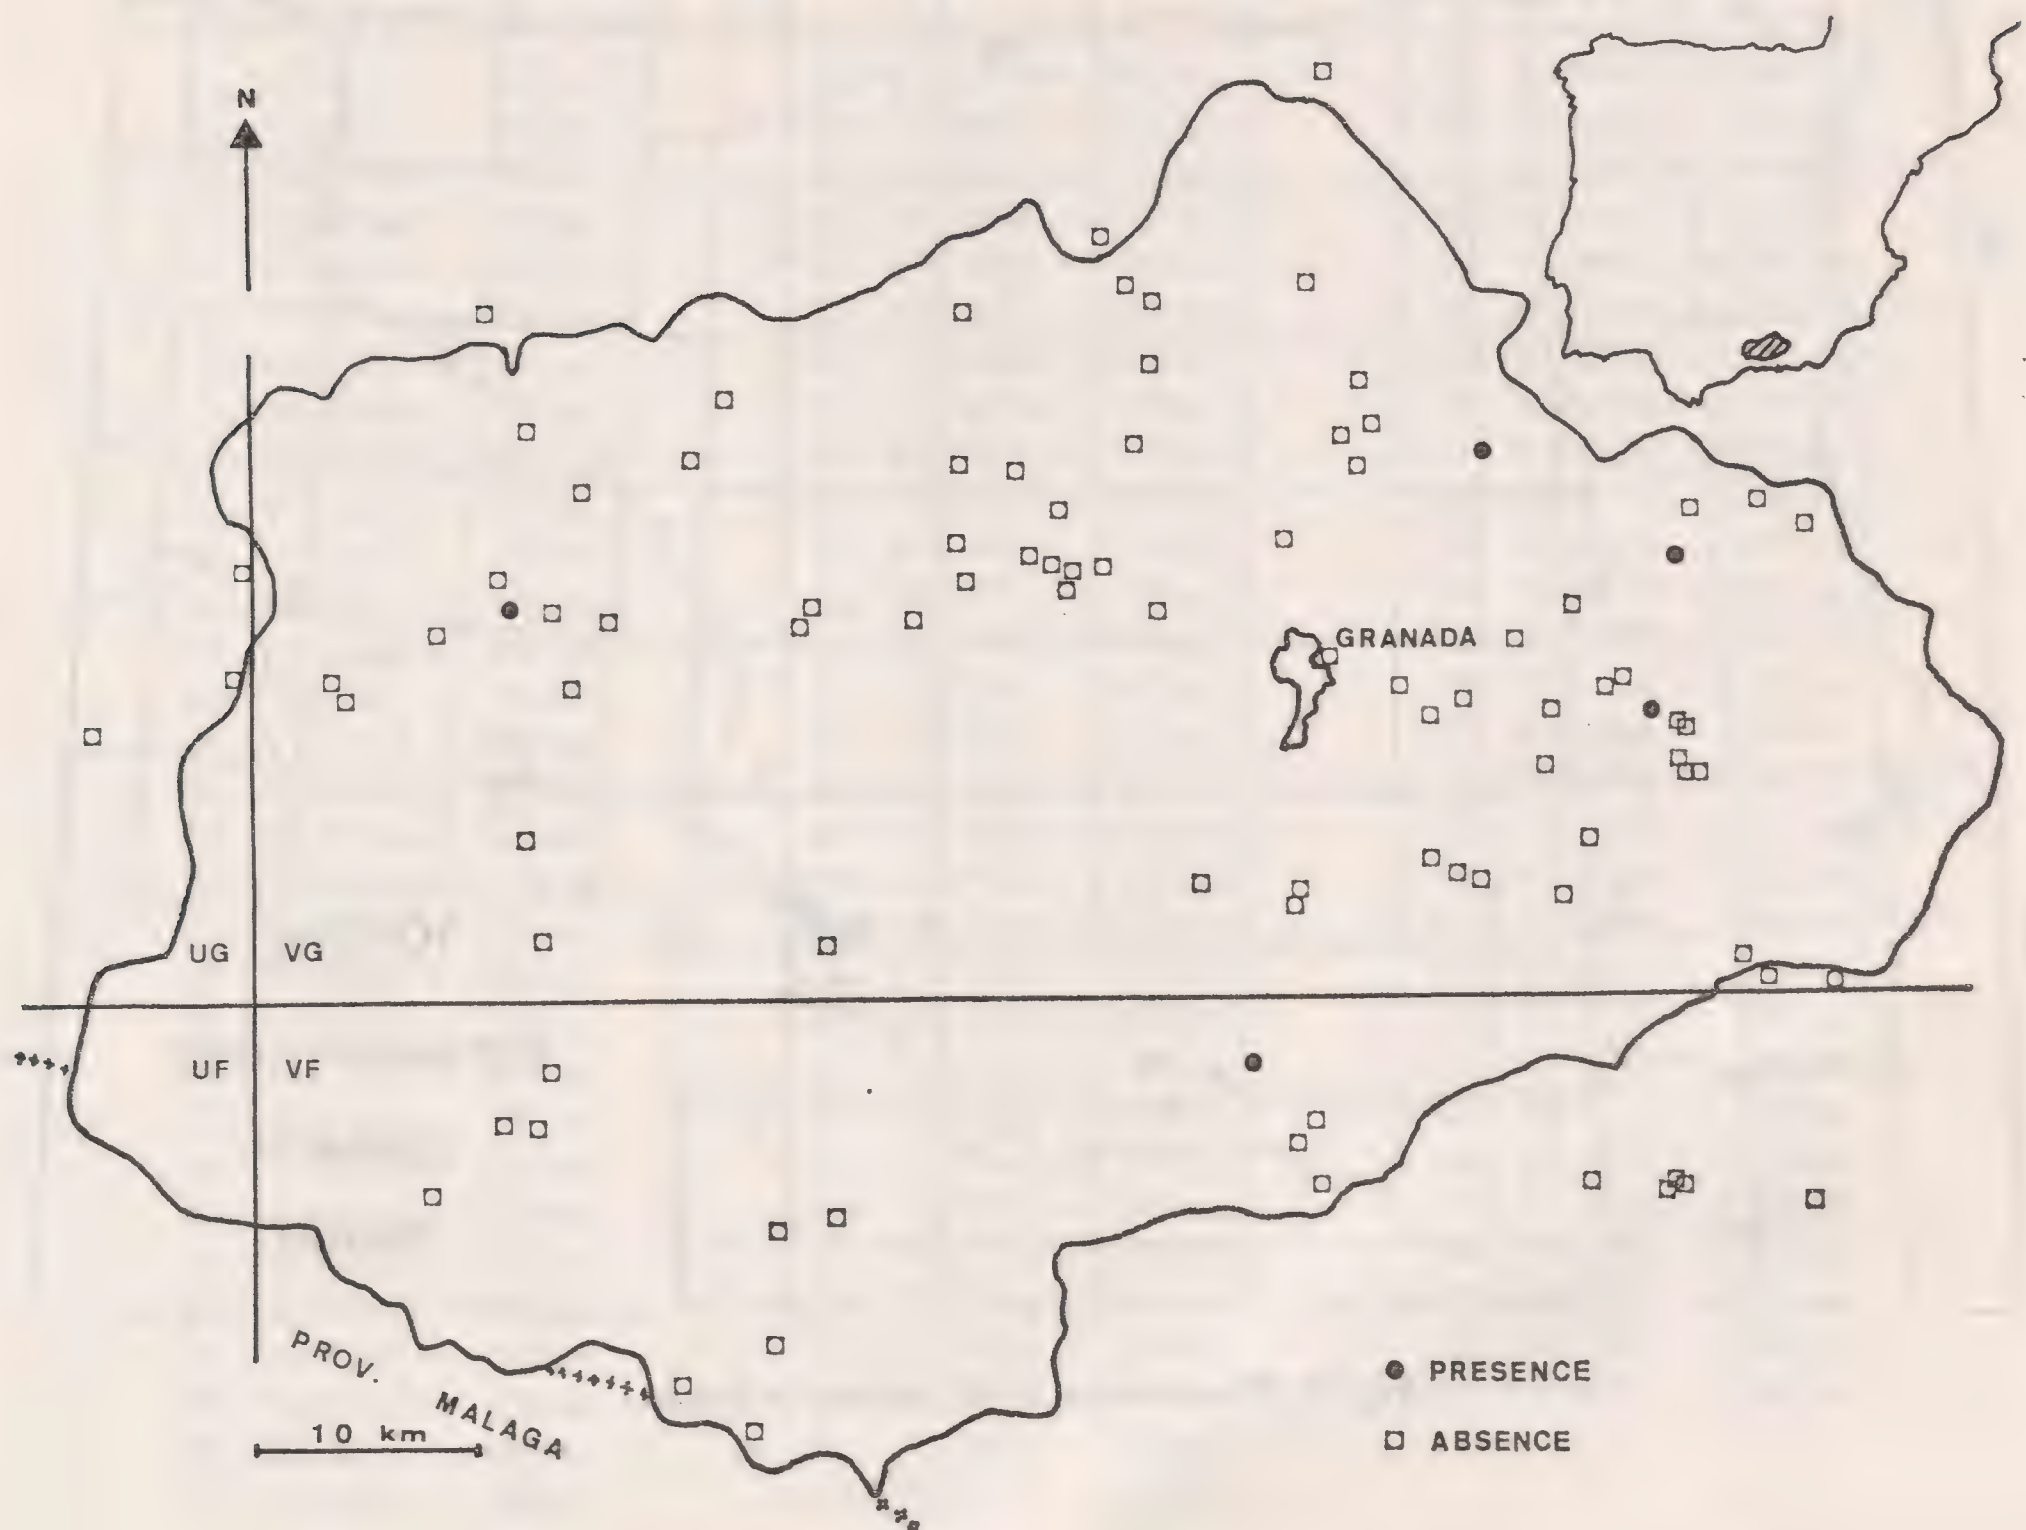 N
GRANADA
UG VG
UF VF
PROV. MALAGA
10 km
PRESENCE
ABSENCE